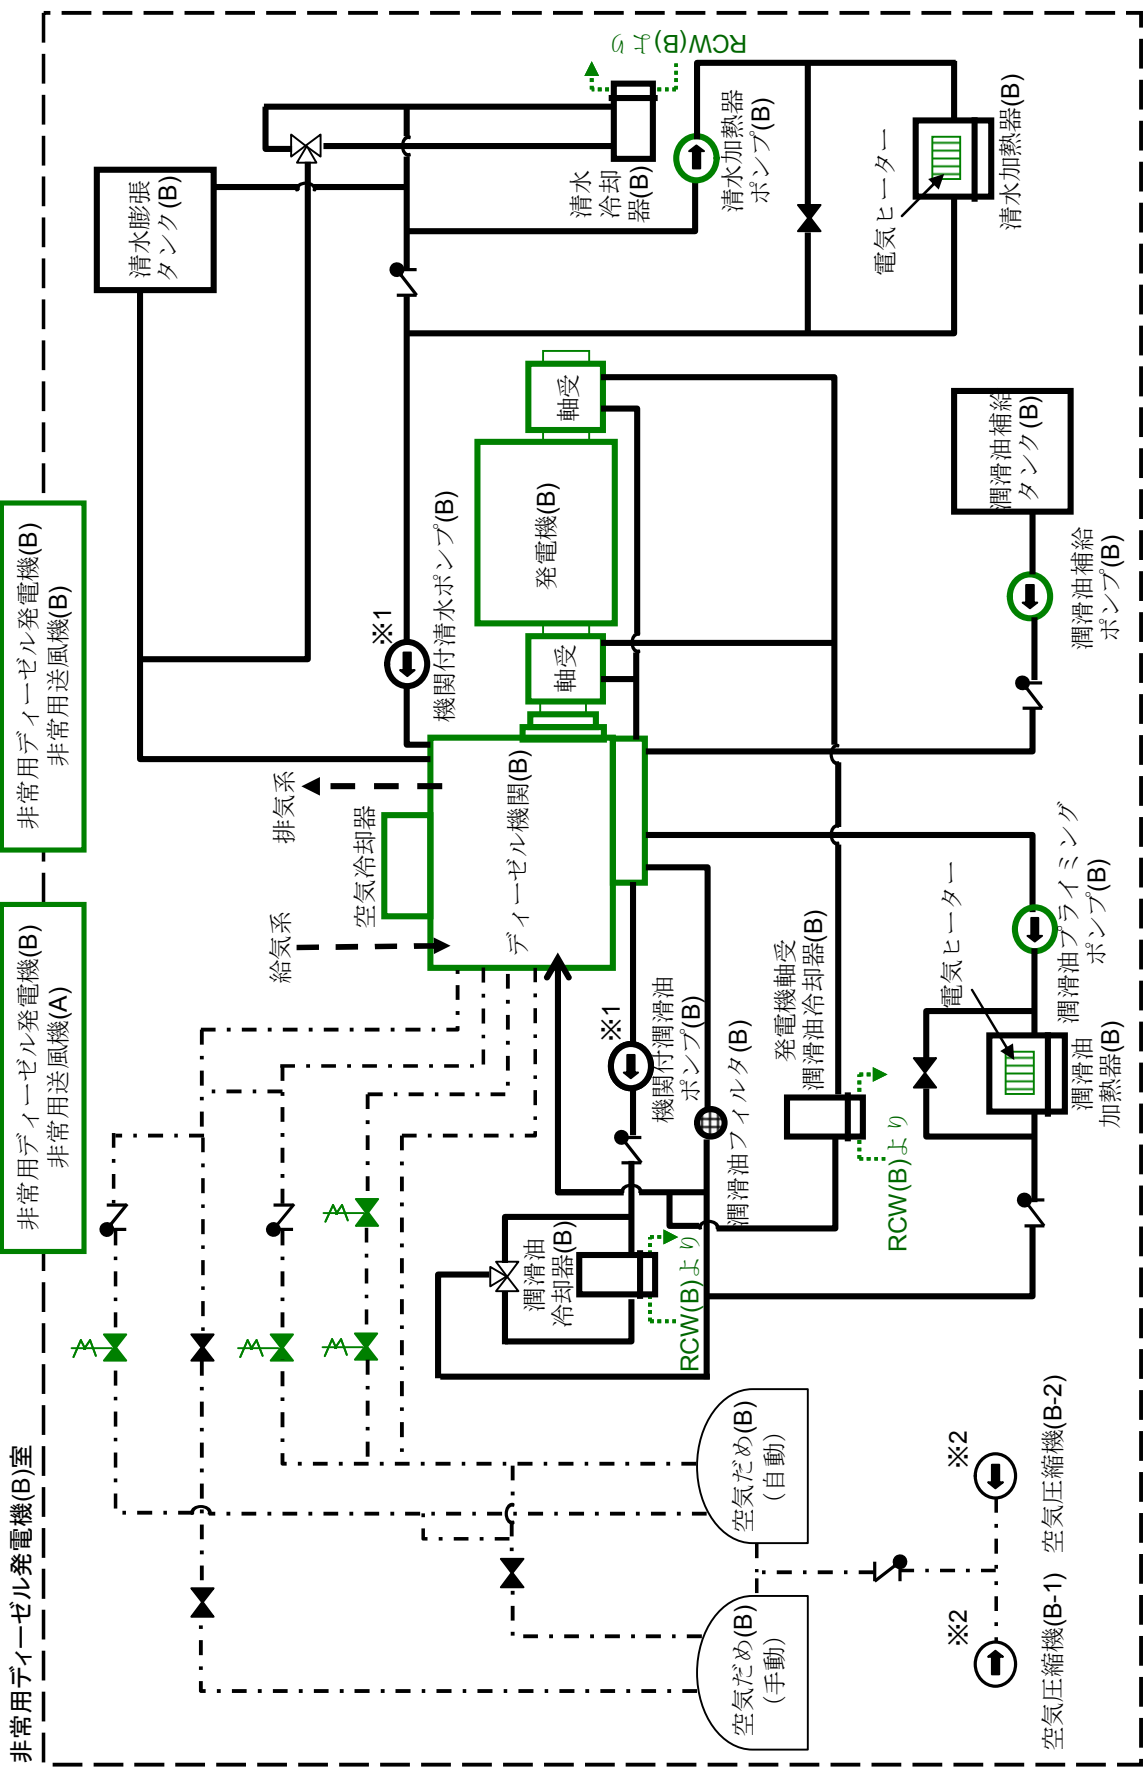 非常用ディーゼル発電機(B)室
非常用ディーゼル発電機(B)
非常用送風機(A)
非常用ディーゼル発電機(B)
非常用送風機(B)
清水膨張
タンク(B)
RCW(B)より
清水
冷却
器(B)
清水加熱器
ポンプ(B)
電気ヒーター
清水加熱器(B)
※1
機関付清水ポンプ(B)
排気系
空気冷却器
給気系
ディーゼル機関(B)
軸受
発電機(B)
軸受
潤滑油補給
タンク(B)
潤滑油補給
ポンプ(B)
※1
機関付潤滑油
ポンプ(B)
潤滑油フィルタ(B)
発電機軸受
潤滑油冷却器(B)
RCW(B)より
電気ヒーター
潤滑油プライミング
ポンプ(B)
潤滑油
加熱器(B)
潤滑油
冷却器(B)
RCW(B)より
空気だめ(B)
(自動)
空気だめ(B)
(手動)
※2
空気圧縮機(B-1)
※2
空気圧縮機(B-2)